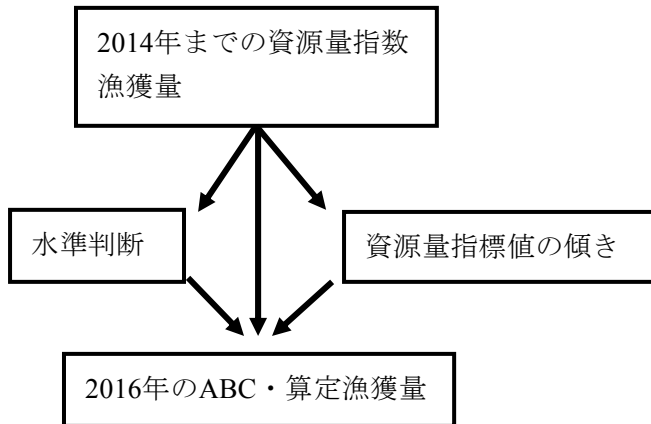 2014年までの資源量指数
漁獲量
水準判断
資源量指標値の傾き
2016年のABC・算定漁獲量